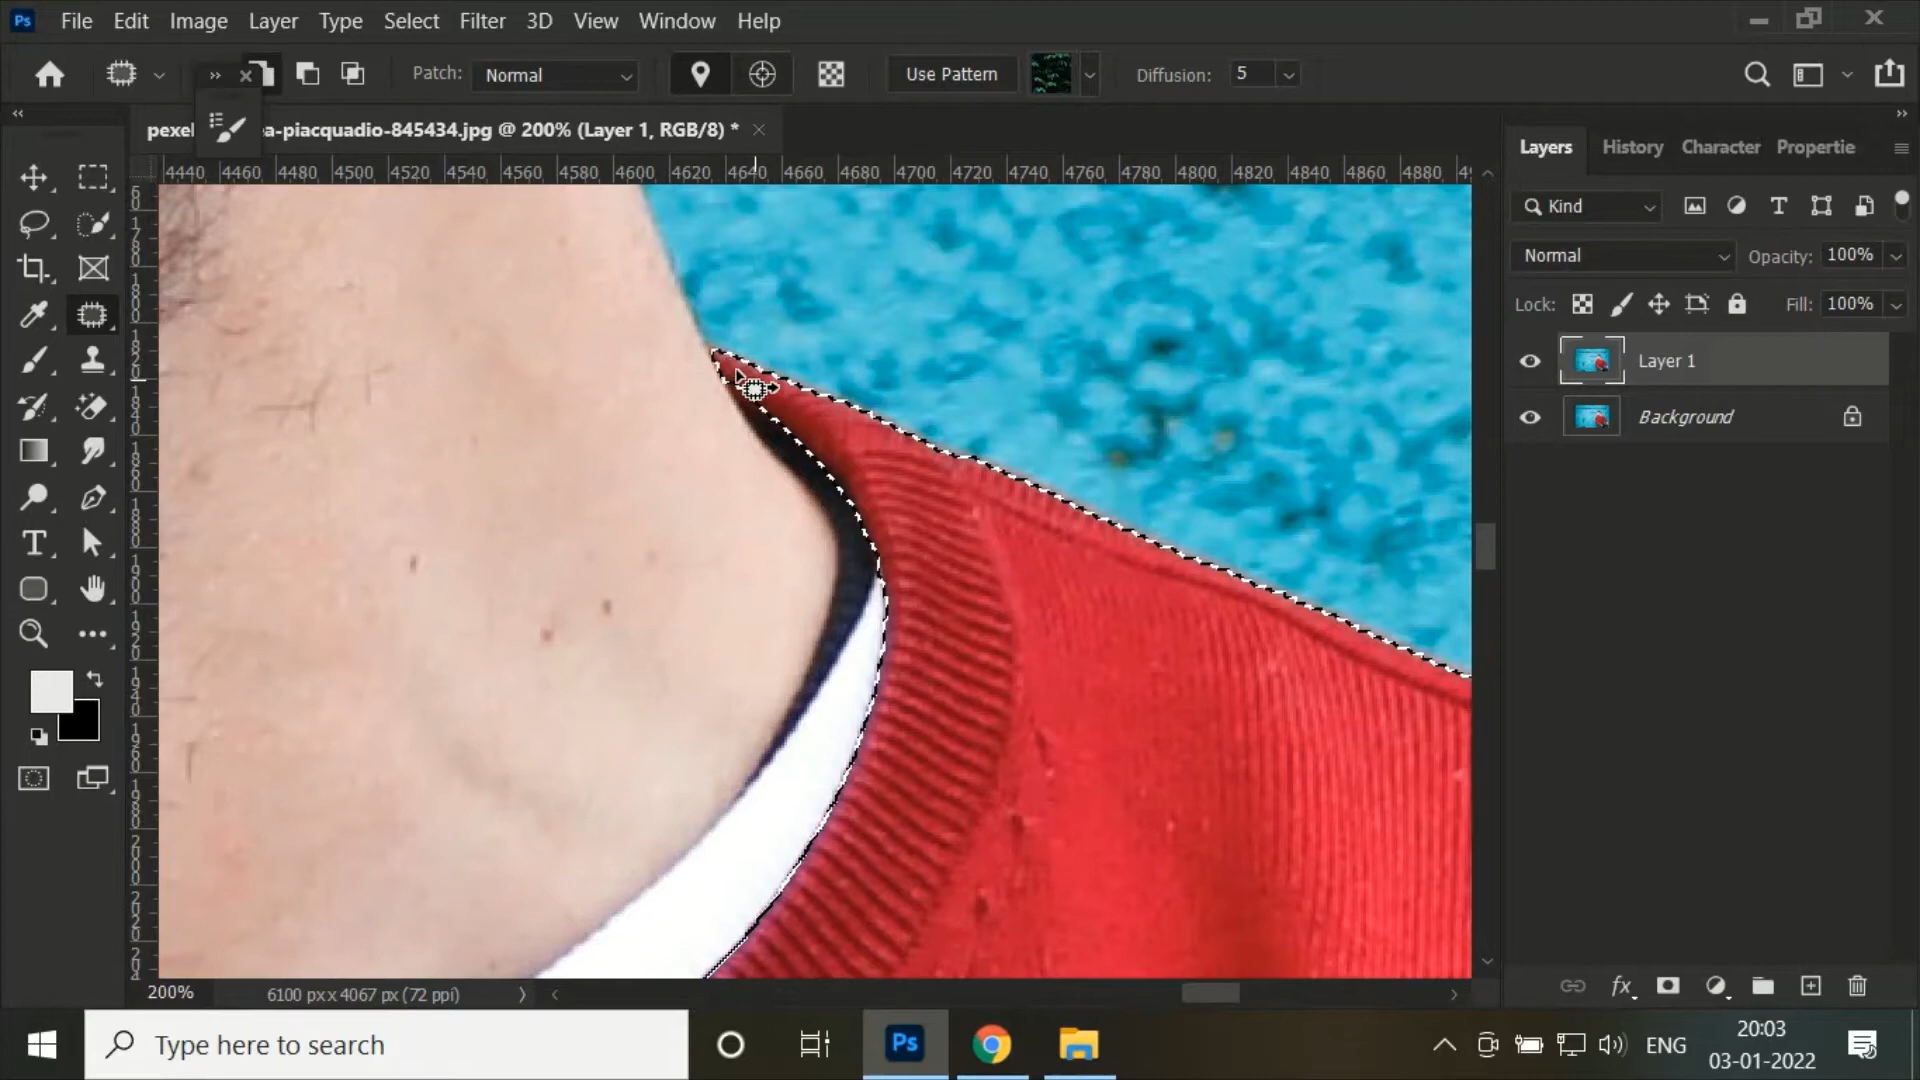 Ps File Edit Image Layer Type Select Filter 3D View Window Help
Patch: Normal Use Pattern Diffusion: 5
pexel a-piacquadio-845434.jpg @ 200% (Layer 1, RGB/8) *
4440 4460 4480 4500 4520 4540 4560 4580 4600 4620 4640 4660 4680 4700 4720 4740 4760 4780 4800 4820 4840 4860 4880
Layers History Character Propertie
Kind
Normal Opacity: 100%
Lock: Fill: 100%
Layer 1
Background
T
fx
200% 6100 px x 4067 px (72 ppi)
Type here to search
Ps
ENG
20:03
03-01-2022